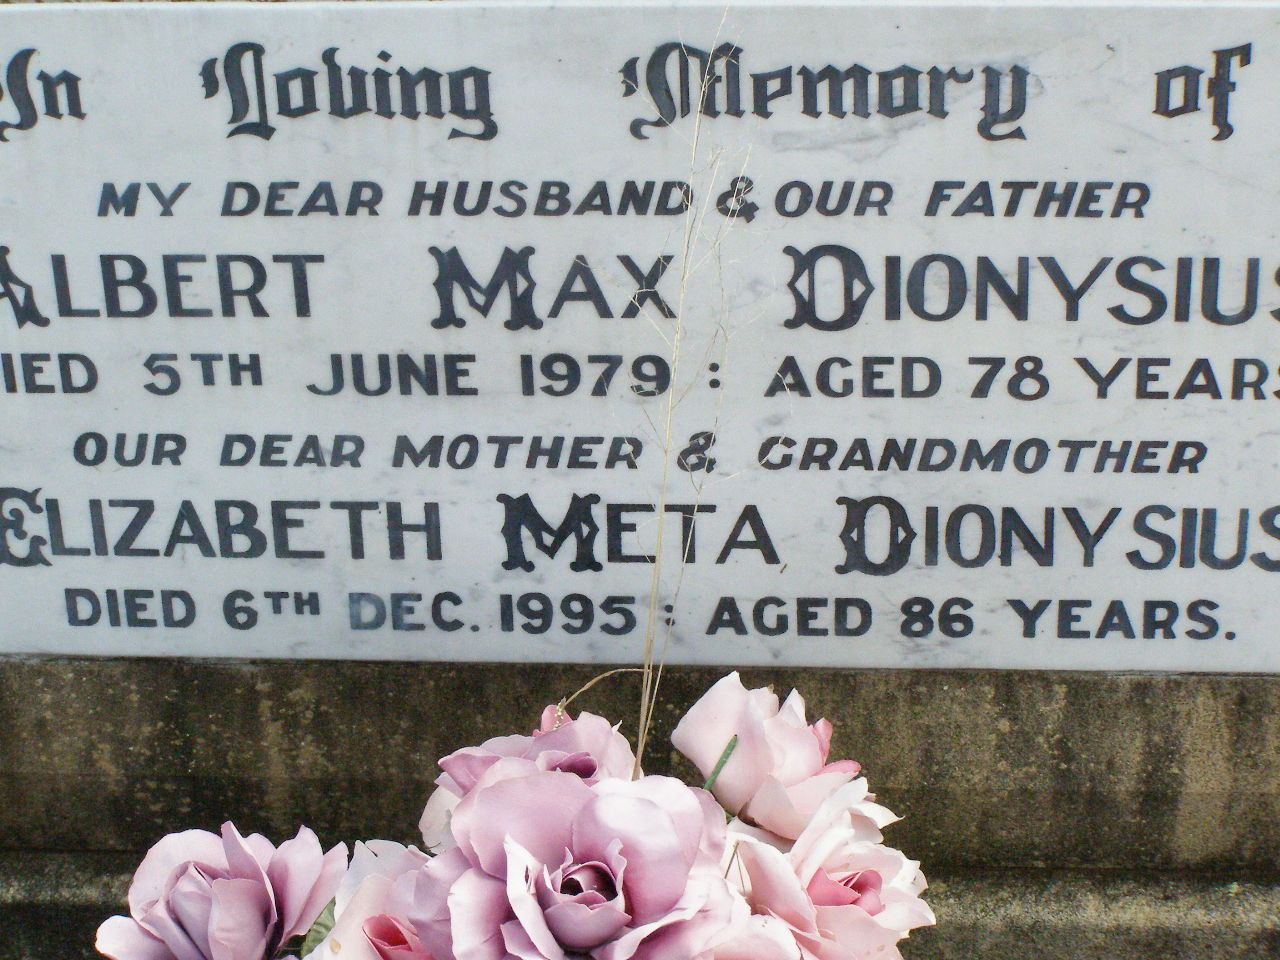 In Loving Memory of
MY DEAR HUSBAND & OUR FATHER
ALBERT MAX DIONYSIUS
DIED 5TH JUNE 1979 : AGED 78 YEARS
OUR DEAR MOTHER & GRANDMOTHER
ELIZABETH META DIONYSIUS
DIED 6TH DEC. 1995 : AGED 86 YEARS.